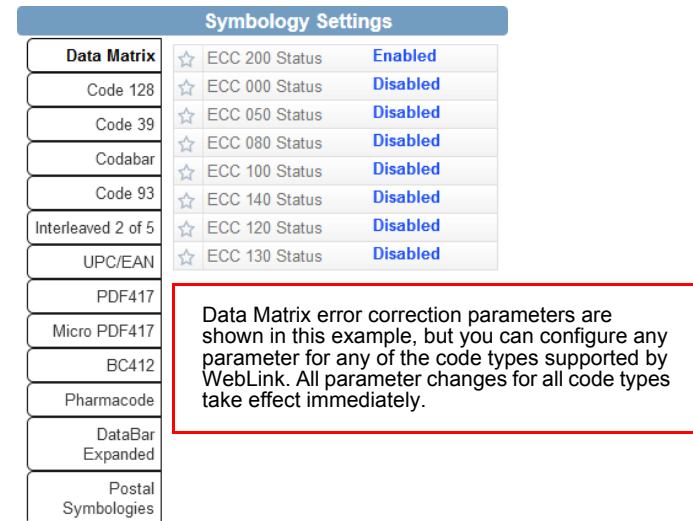 Symbology Settings
Data Matrix
Code 128
Code 39
Codabar
Code 93
Interleaved 2 of 5
UPC/EAN
PDF417
Micro PDF417
BC412
Pharmacode
DataBar
Expanded
Postal
Symbologies
ECC 200 Status Enabled
ECC 000 Status Disabled
ECC 050 Status Disabled
ECC 080 Status Disabled
ECC 100 Status Disabled
ECC 140 Status Disabled
ECC 120 Status Disabled
ECC 130 Status Disabled
Data Matrix error correction parameters are
shown in this example, but you can configure any
parameter for any of the code types supported by
WebLink. All parameter changes for all code types
take effect immediately.